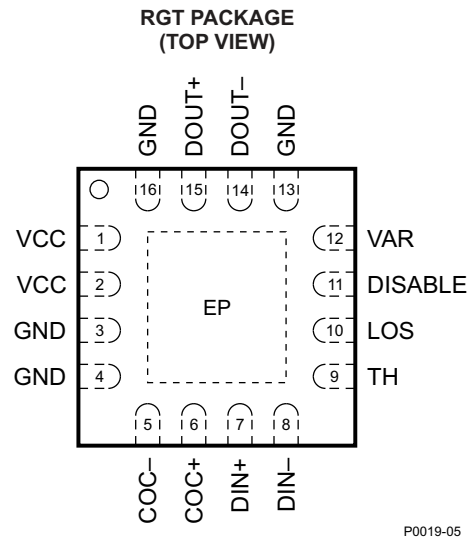 RGT PACKAGE
(TOP VIEW)
GND
DOUT+
DOUT–
GND
16
15
14
13
VCC 1
12 VAR
VCC 2
11 DISABLE
GND 3
EP
10 LOS
GND 4
9 TH
5
6
7
8
COC–
COC+
DIN+
DIN–
P0019-05